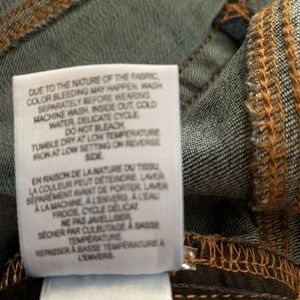 DUE TO THE NATURE OF THE FABRIC,
COLOR BLEEDING MAY HAPPEN. WASH
SEPARATELY BEFORE WEARING.
MACHINE WASH. INSIDE OUT, COLD
WATER, DELICATE CYCLE.
DO NOT BLEACH.
TUMBLE DRY AT LOW TEMPERATURE.
IRON AT LOW SETTING ON REVERSE
SIDE.
EN RAISON DE LA NATURE DU TISSU,
LA COULEUR PEUT DÉTEINDRE. LAVER
SÉPARÉMENT AVANT DE PORTER. LAVER
À LA MACHINE, À L'ENVERS, À L'EAU
FROIDE, CYCLE DÉLICAT.
NE PAS JAVELLISER.
SÉCHER PAR CULBUTAGE À BASSE
TEMPÉRATURE.
REPASSER À BASSE TEMPÉRATURE À
L'ENVERS.